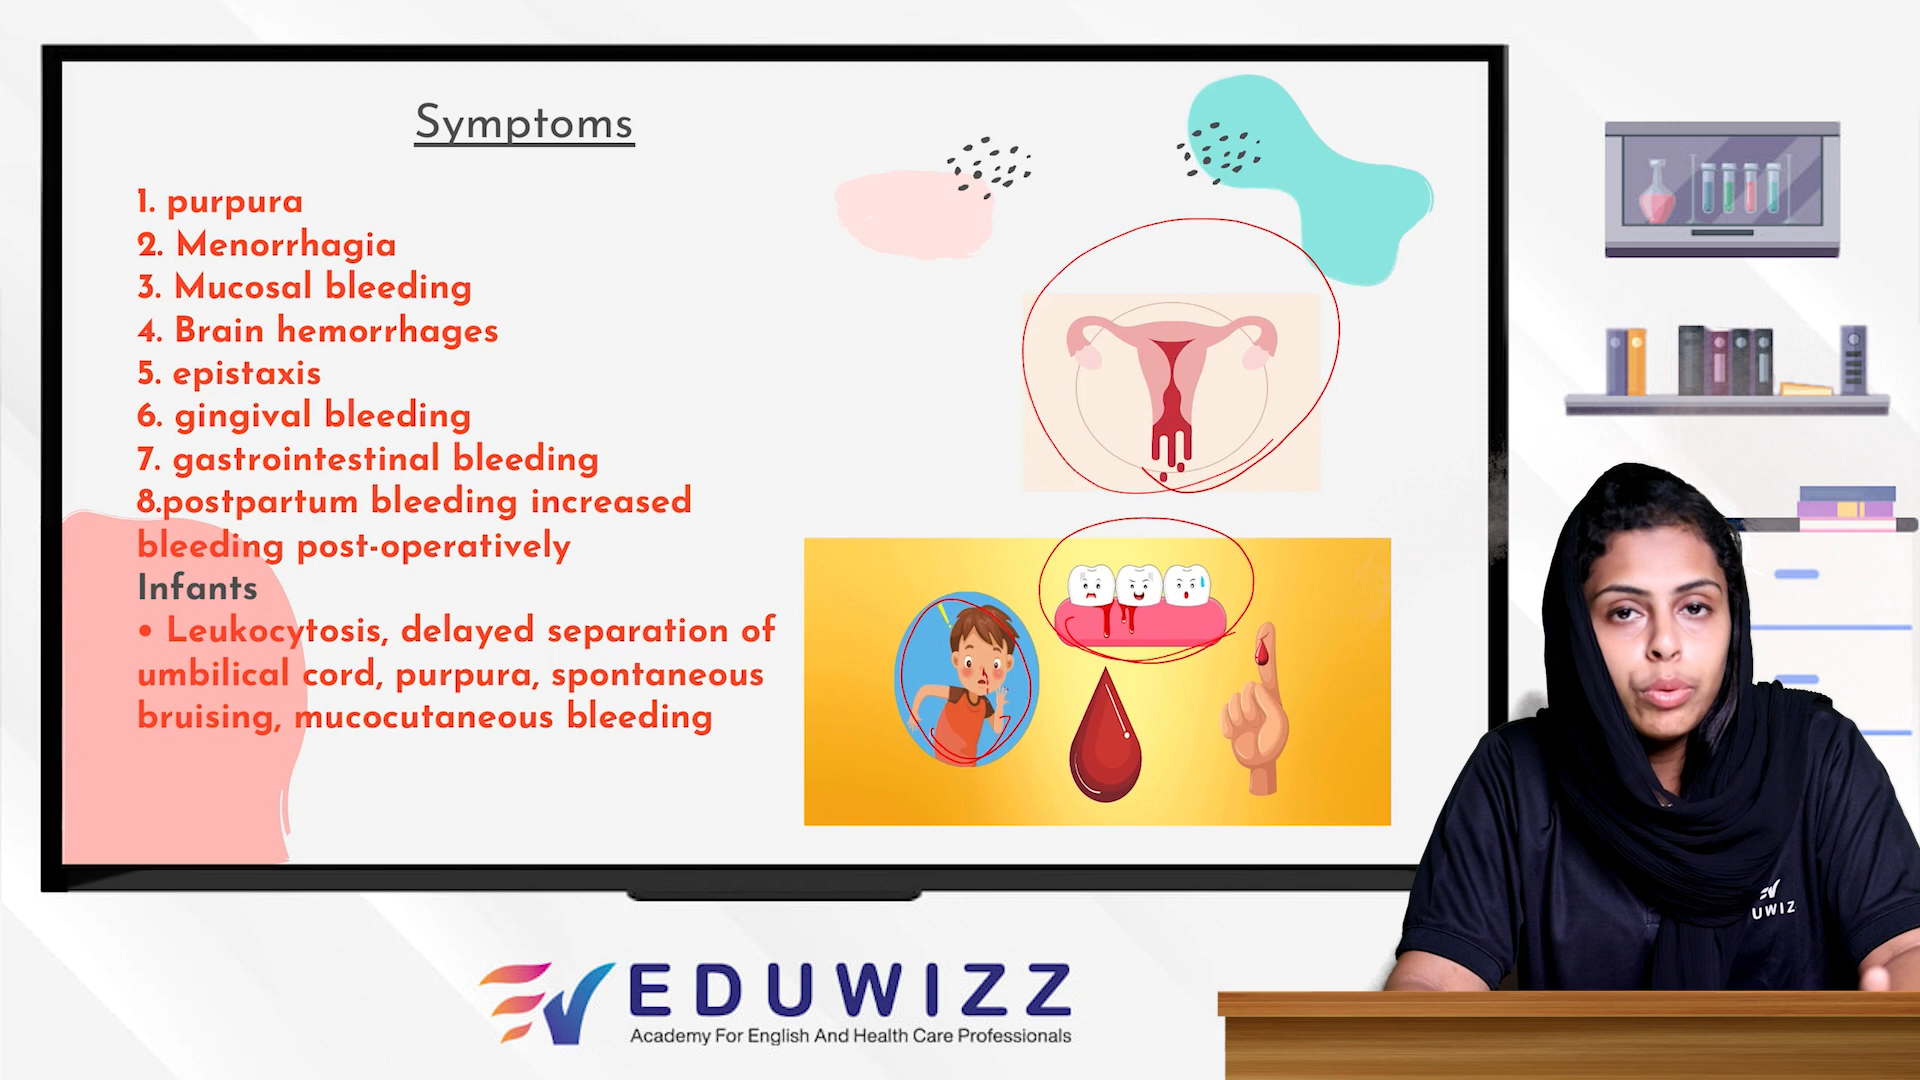 Symptoms
1. purpura
2. Menorrhagia
3. Mucosal bleeding
4. Brain hemorrhages
5. epistaxis
6. gingival bleeding
7. gastrointestinal bleeding
8.postpartum bleeding increased
bleeding post-operatively
Infants
• Leukocytosis, delayed separation of
umbilical cord, purpura, spontaneous
bruising, mucocutaneous bleeding
UWIZ
EDUWIZZ
Academy For English And Health Care Professionals